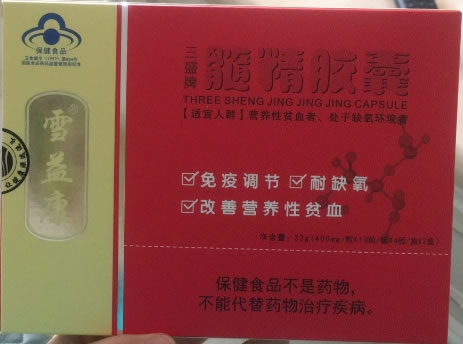 保健食品
雪益康
三盛牌
髓精胶囊
THREE SHENG JING JING JING CAPSULE
【适宜人群】营养性贫血者、处于缺氧环境者
☑免疫调节 ☑耐缺氧
☑改善营养性贫血
保健食品不是药物,
不能代替药物治疗疾病。